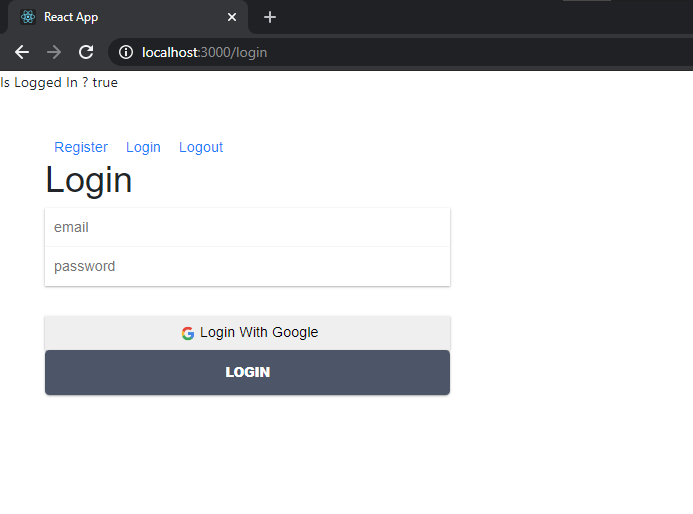 React App
localhost:3000/login
Is Logged In ? true
Register Login Logout
Login
email
password
Login With Google
LOGIN